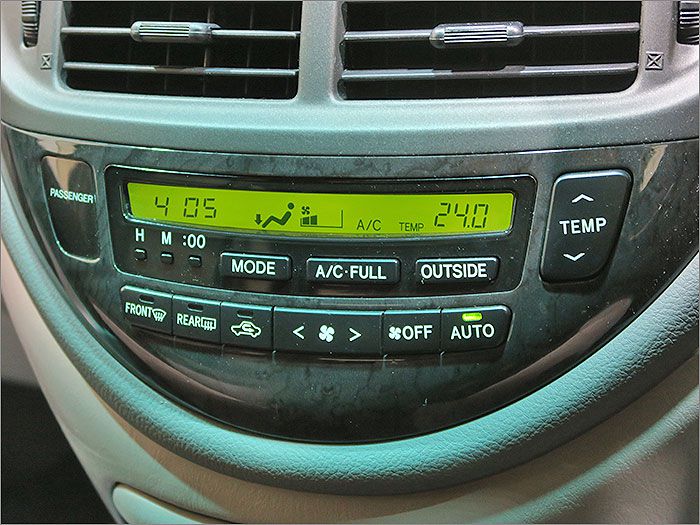 PASSENGER
4 05 A/C TEMP 24.0
TEMP
H M :00
MODE A/C·FULL OUTSIDE
FRONT REAR < > OFF AUTO